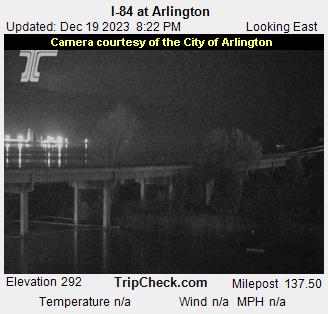 I-84 at Arlington
Updated: Dec 19 2023 8:22 PM Looking East
Camera courtesy of the City of Arlington
Elevation 292 TripCheck.com Milepost 137.50
Temperature n/a Wind n/a MPH n/a